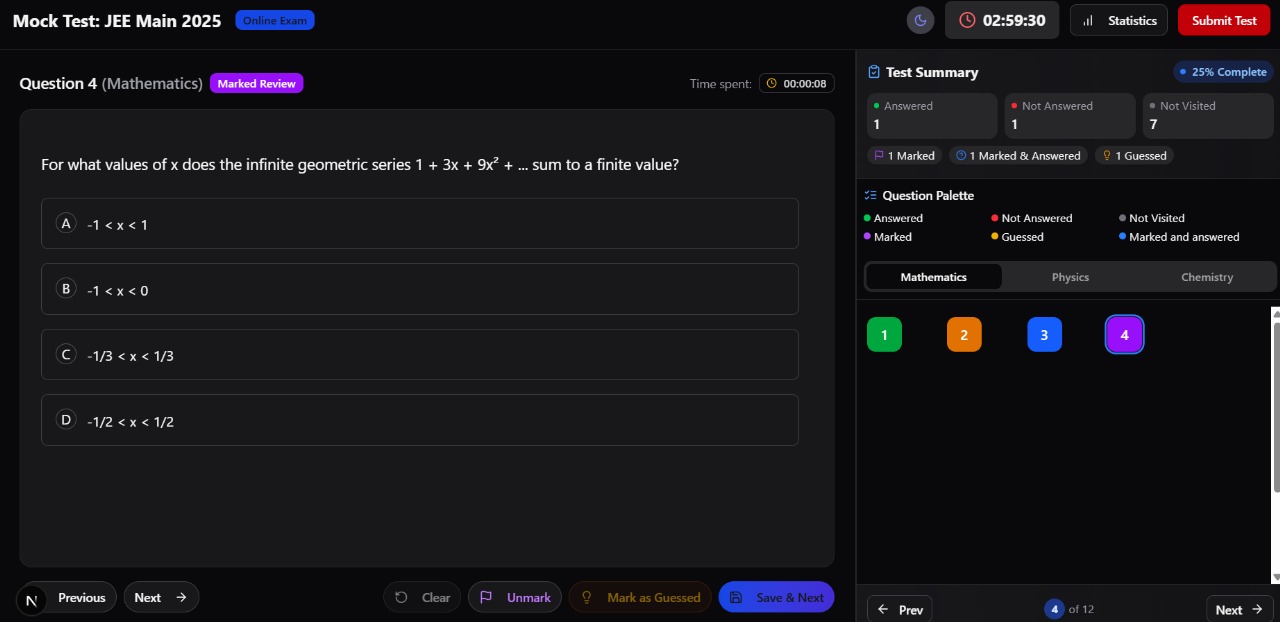 Mock Test: JEE Main 2025 Online Exam
02:59:30 Statistics Submit Test
Question 4 (Mathematics) Marked Review
Time spent: 00:00:08
For what values of x does the infinite geometric series 1 + 3x + 9x² + ... sum to a finite value?
A -1 < x < 1
B -1 < x < 0
C -1/3 < x < 1/3
D -1/2 < x < 1/2
N Previous Next Clear Unmark Mark as Guessed Save & Next
Test Summary 25% Complete
Answered Not Answered Not Visited
1 1 7
1 Marked 1 Marked & Answered 1 Guessed
Question Palette
Answered Not Answered Not Visited
Marked Guessed Marked and answered
Mathematics Physics Chemistry
1 2 3 4
Prev 4 of 12 Next